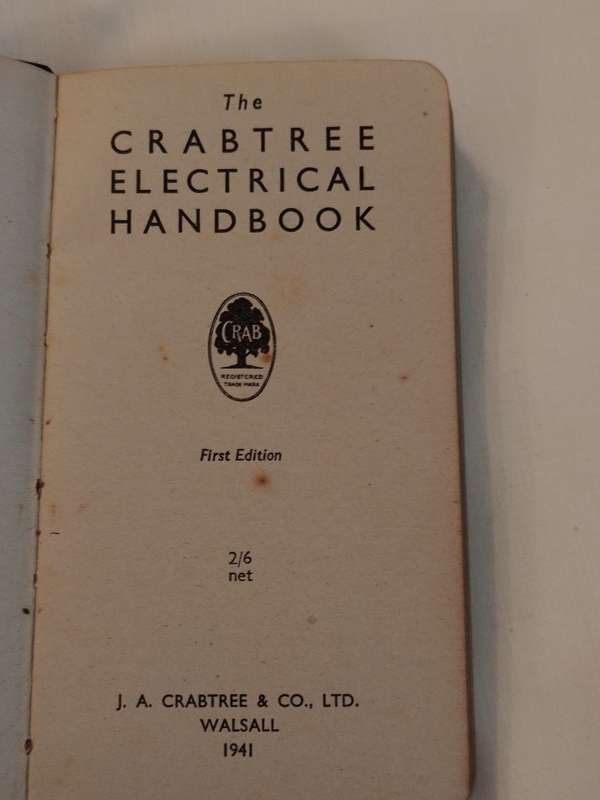 The
CRABTREE
ELECTRICAL
HANDBOOK
CRAB
REGISTERED
TRADE MARK
First Edition
2/6
net
J. A. CRABTREE & CO., LTD.
WALSALL
1941